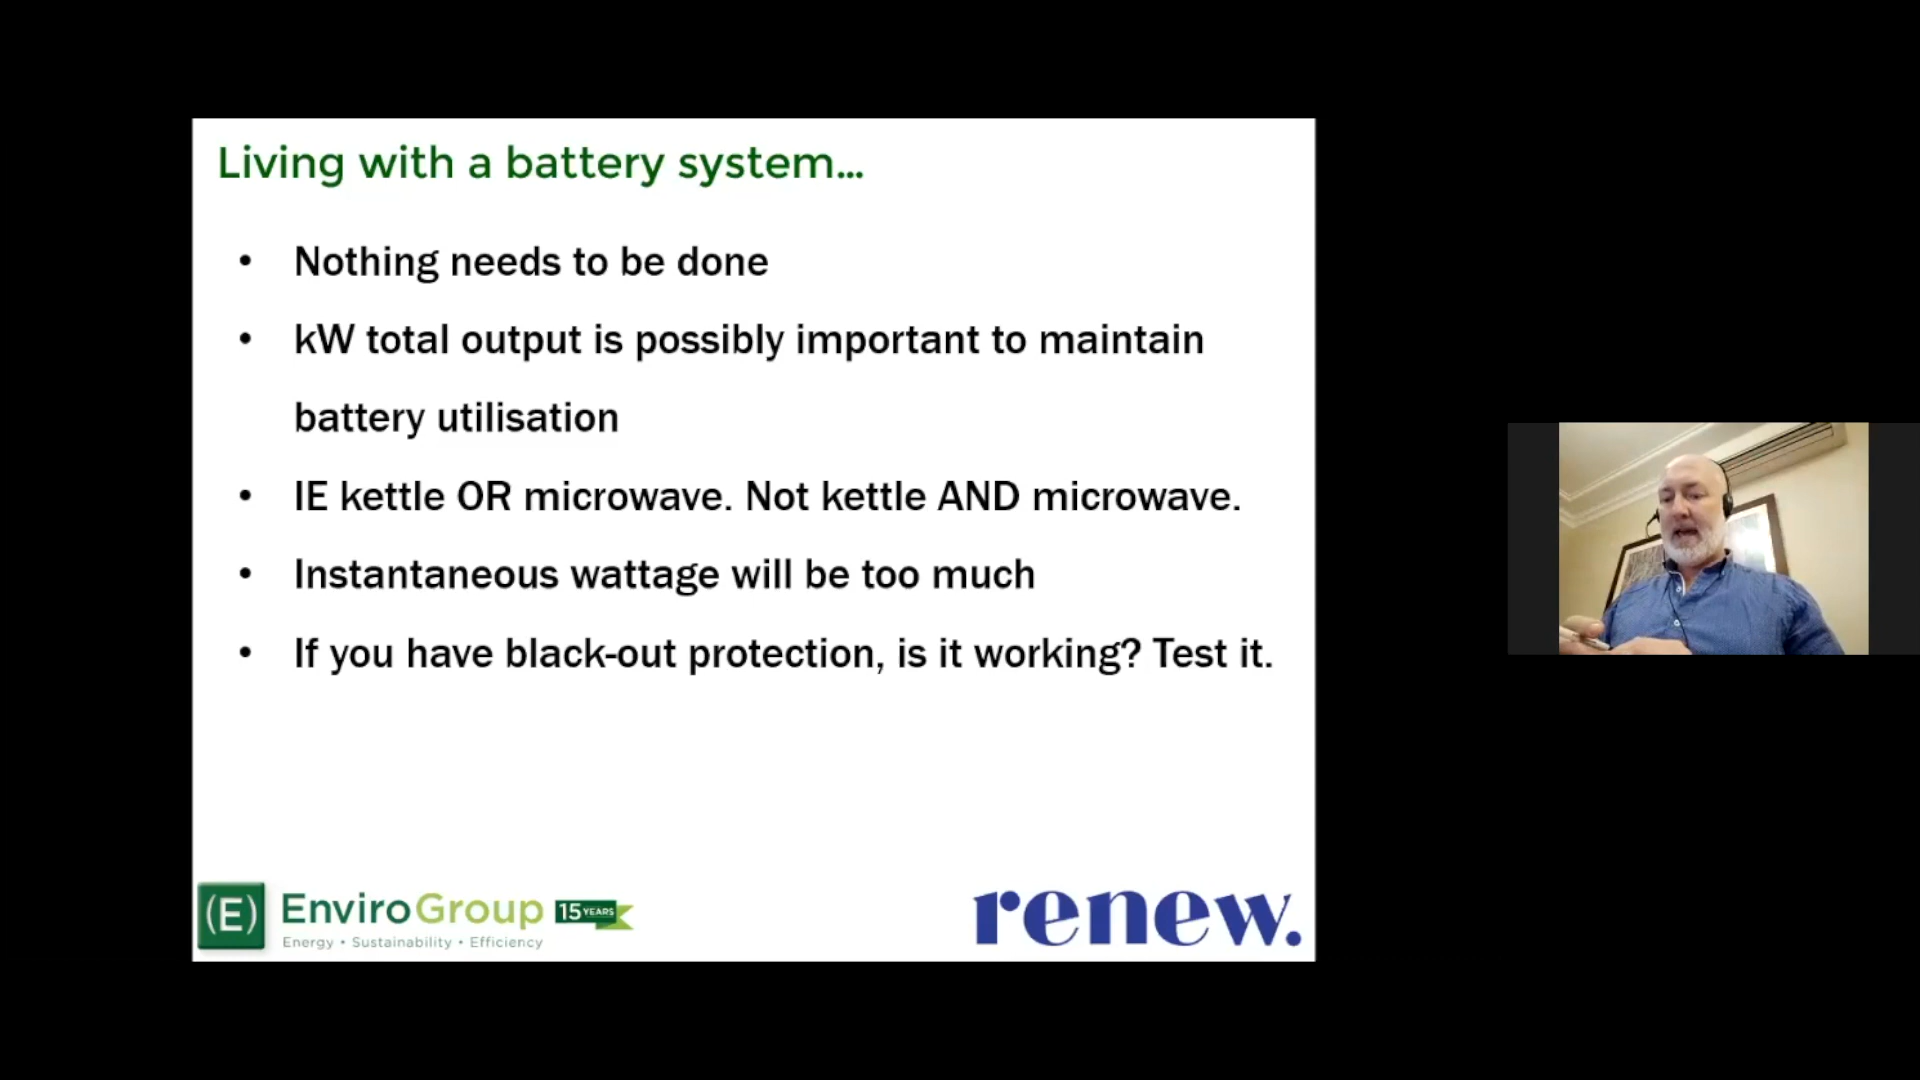 Living with a battery system...
• Nothing needs to be done
• kW total output is possibly important to maintain
battery utilisation
• IE kettle OR microwave. Not kettle AND microwave.
• Instantaneous wattage will be too much
• If you have black-out protection, is it working? Test it.
(E) EnviroGroup 15 YEARS
Energy • Sustainability • Efficiency
renew.